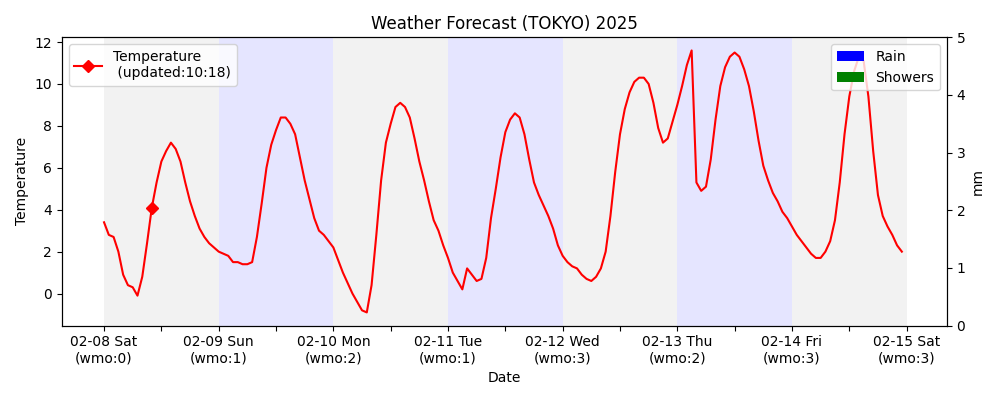 Weather Forecast (TOKYO) 2025
Temperature
(updated:10:18)
Rain
Showers
12
10
8
6
4
2
0
Temperature
5
4
3
2
1
0
mm
02-08 Sat 02-09 Sun 02-10 Mon 02-11 Tue 02-12 Wed 02-13 Thu 02-14 Fri 02-15 Sat
(wmo:0) (wmo:1) (wmo:2) (wmo:1) (wmo:3) (wmo:2) (wmo:3) (wmo:3)
Date